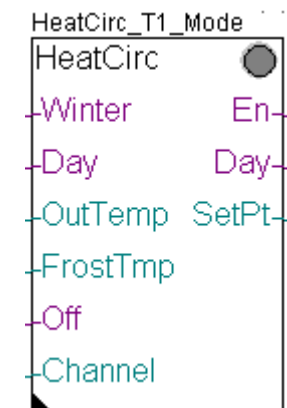 HeatCirc_T1_Mode
HeatCirc
Winter En
Day Day
OutTemp SetPt
FrostTmp
Off
Channel